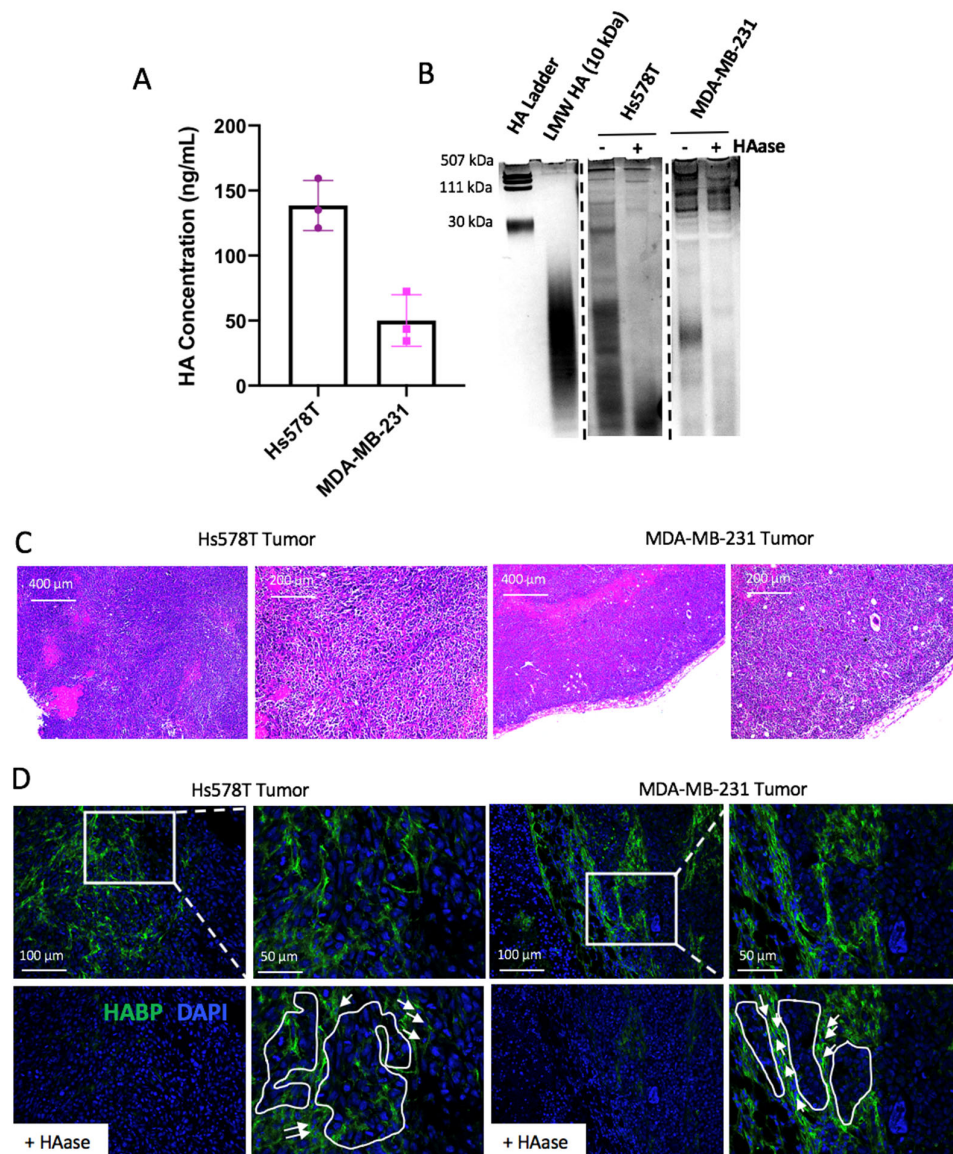 A
HA Concentration (ng/mL)
200
150
100
50
0
Hs578T
MDA-MB-231
B
HA Ladder
LMW HA (10 kDa)
Hs578T
MDA-MB-231
- + - + HAase
507 kDa
111 kDa
30 kDa
C
Hs578T Tumor
MDA-MB-231 Tumor
400 μm
200 μm
400 μm
200 μm
D
Hs578T Tumor
MDA-MB-231 Tumor
100 μm
50 μm
100 μm
50 μm
HABP DAPI
+ HAase
+ HAase